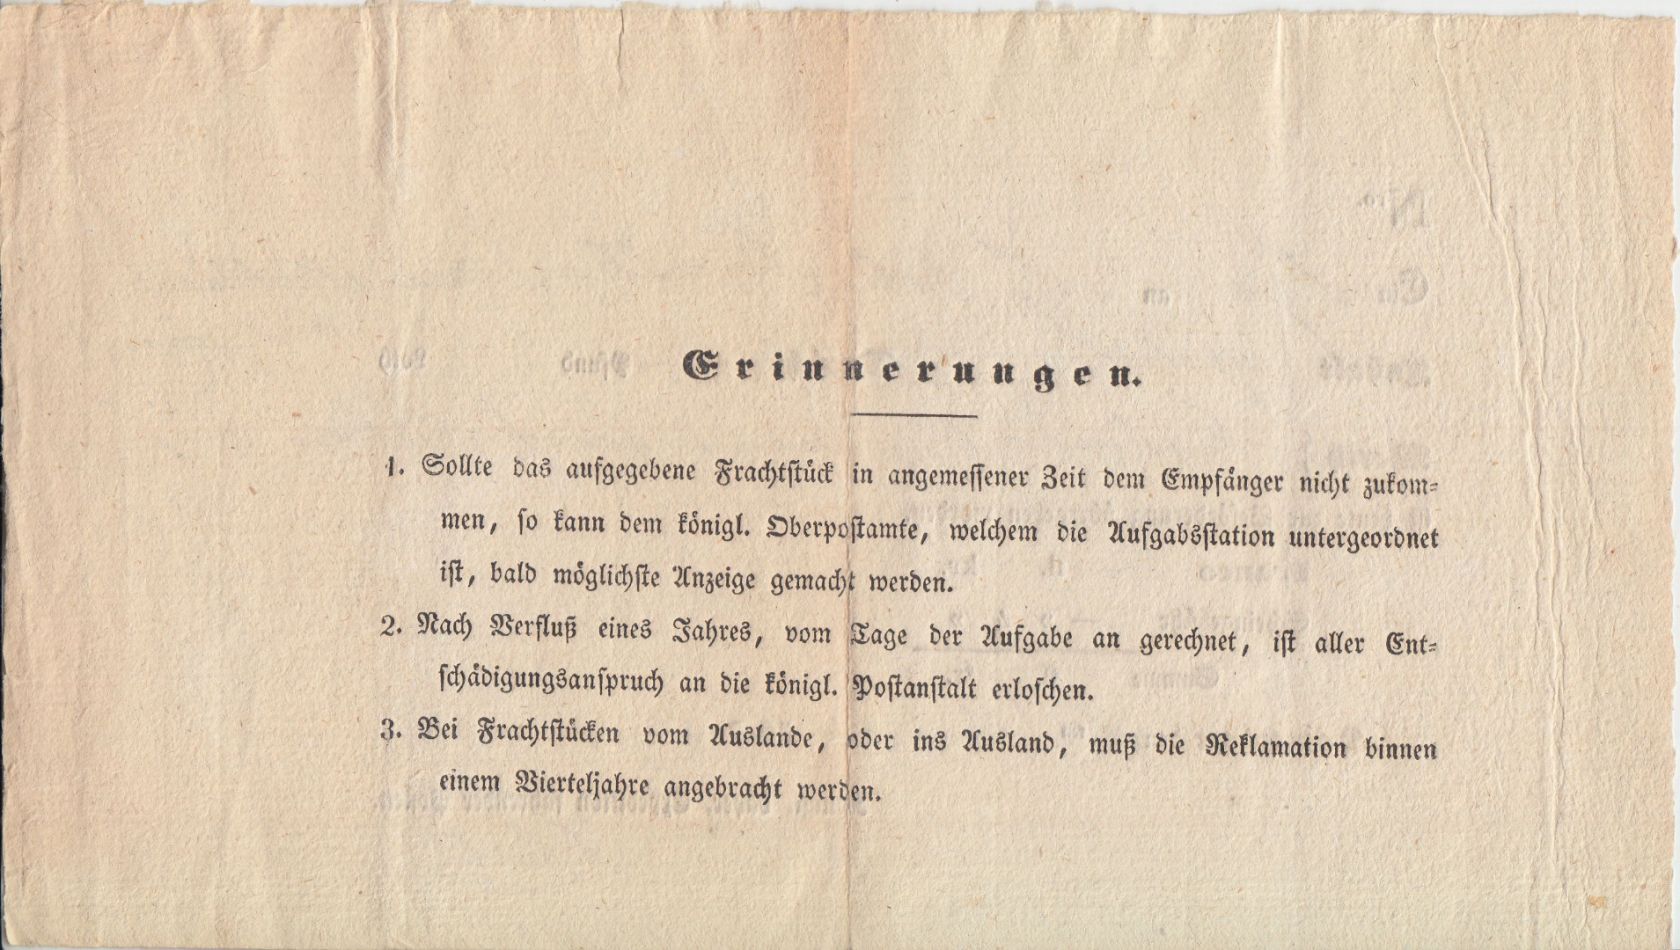 Erinnerungen.
1. Sollte das aufgegebene Frachtstück in angemessener Zeit dem Empfänger nicht zukom-
men, so kann dem königl. Oberpostamte, welchem die Aufgabsstation untergeordnet
ist, bald möglichste Anzeige gemacht werden.
2. Nach Verfluß eines Jahres, vom Tage der Aufgabe an gerechnet, ist aller Ent-
schädigungsanspruch an die königl. Postanstalt erloschen.
3. Bei Frachtstücken vom Auslande, oder ins Ausland, muß die Reklamation binnen
einem Vierteljahre angebracht werden.